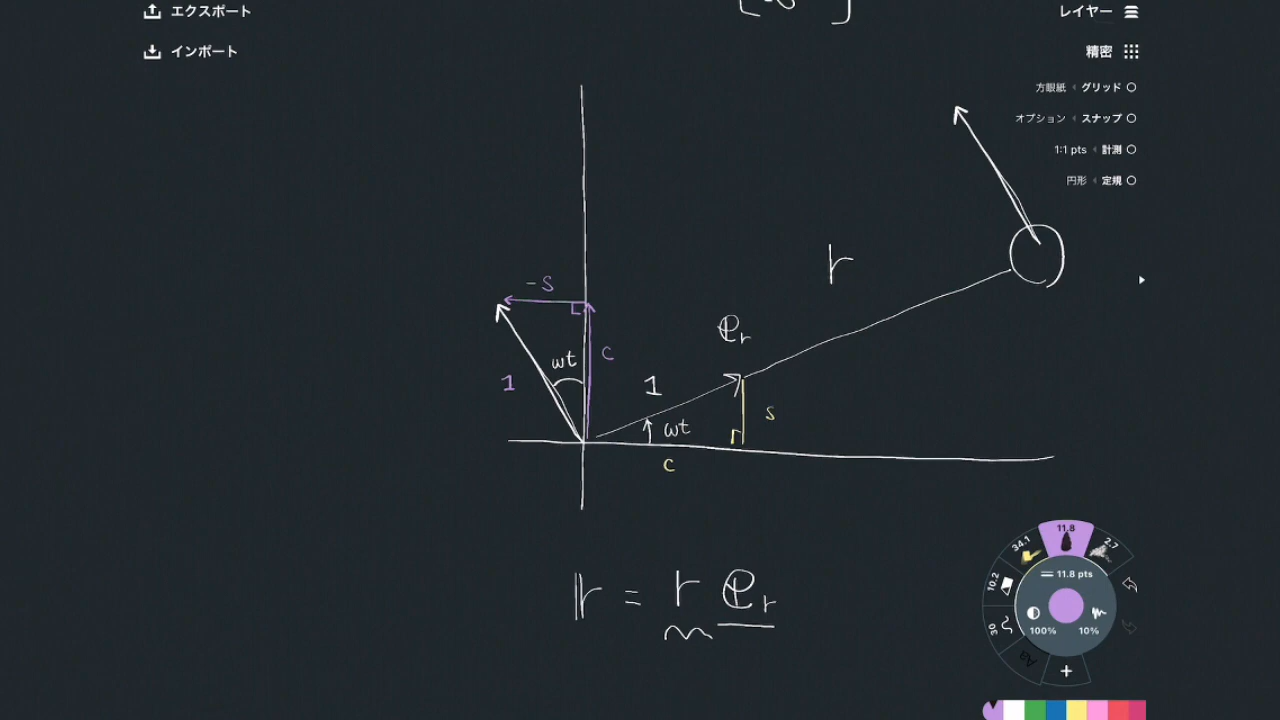 エクスポート
インポート
レイヤー
精密
方眼紙 グリッド
オプション スナップ
1:1 pts 計測
円形 定規
r
-s
e_r
ωt
c
1
1
s
ωt
c
r = r e_r
11.8
34.1
2.7
10.2
11.8 pts
30
100%
10%
Aa
+